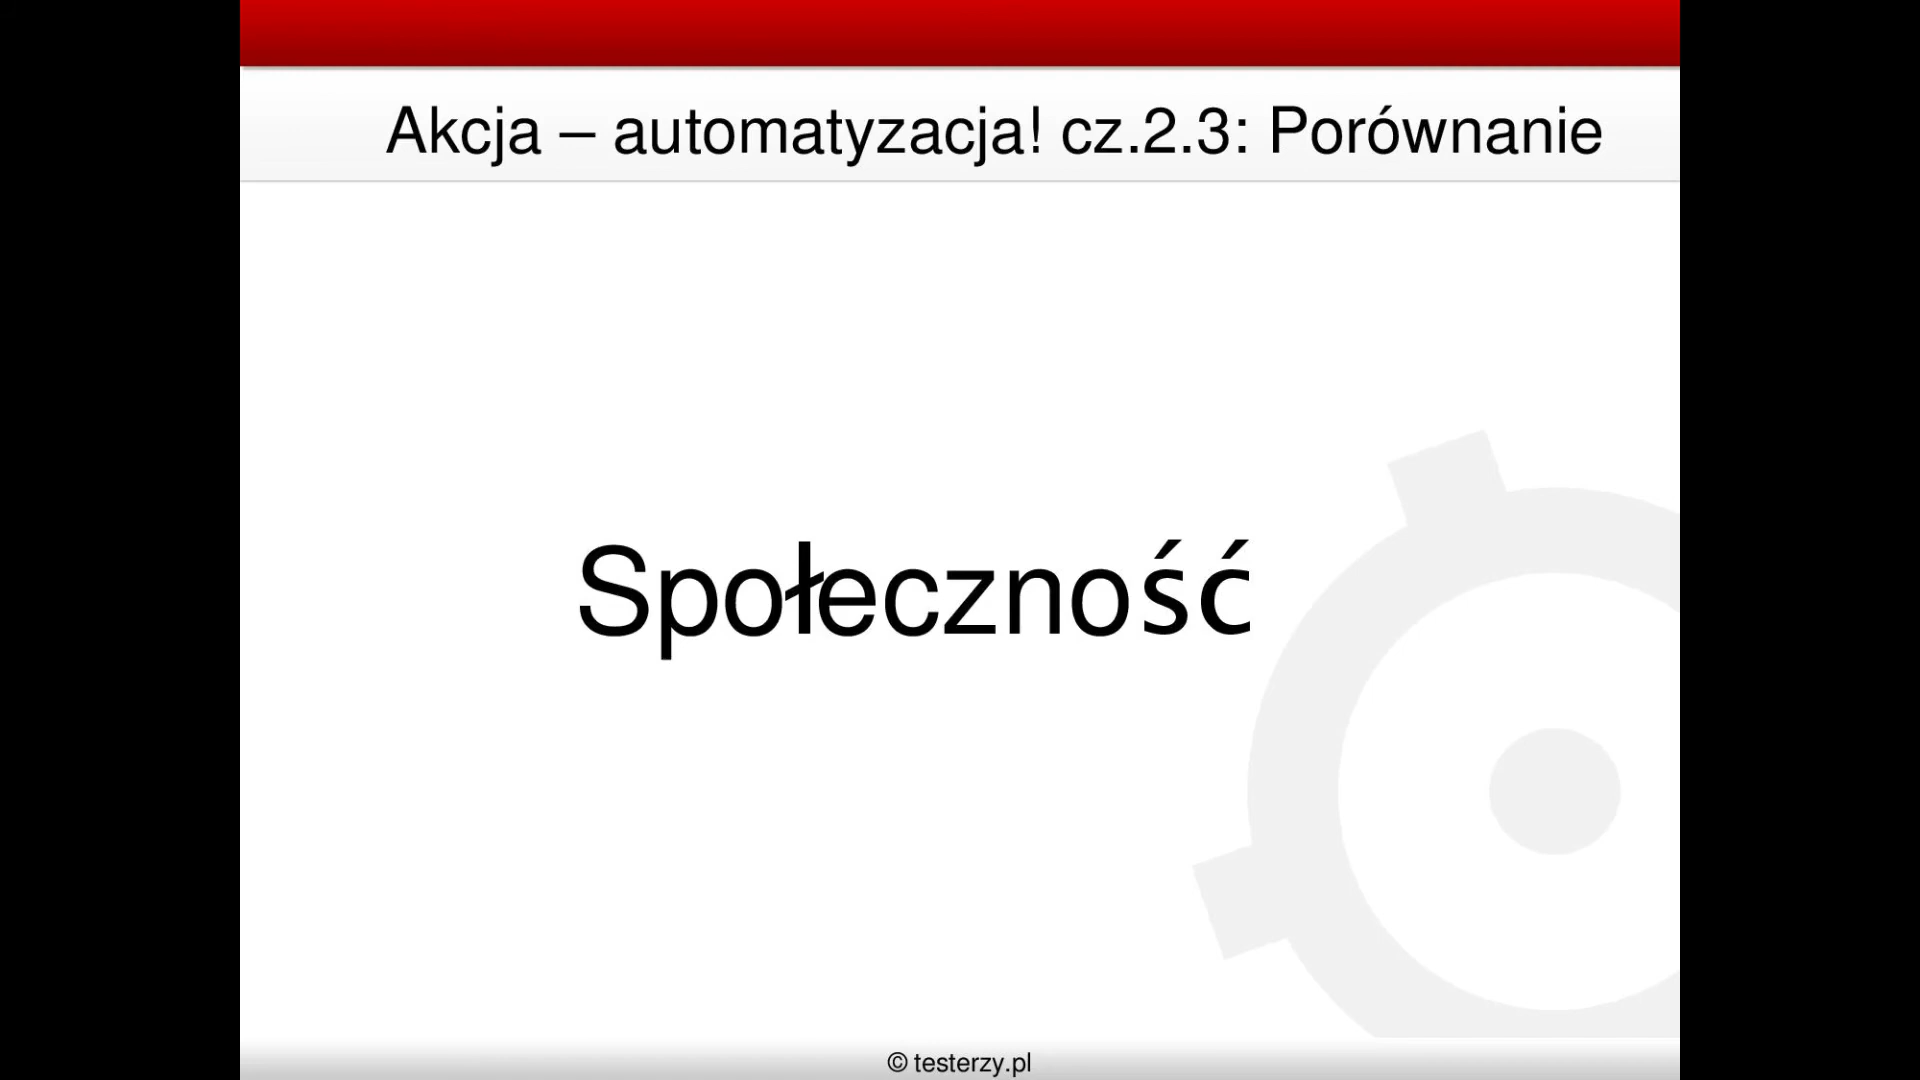 Akcja – automatyzacja! cz.2.3: Porównanie
Społeczność
© testerzy.pl